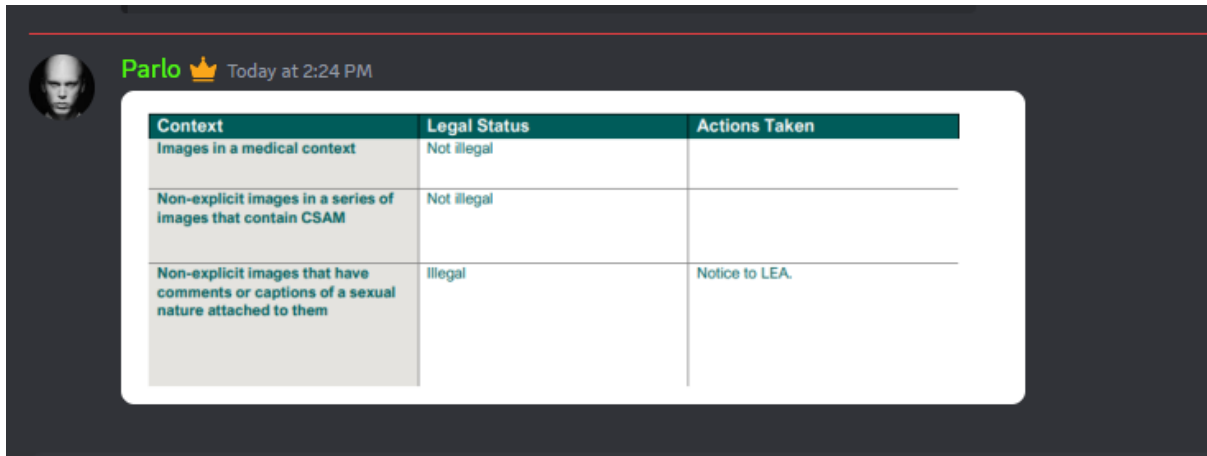 Parlo Today at 2:24 PM
Context Legal Status Actions Taken
Images in a medical context Not illegal
Non-explicit images in a series of Not illegal
images that contain CSAM
Non-explicit images that have Illegal Notice to LEA.
comments or captions of a sexual
nature attached to them